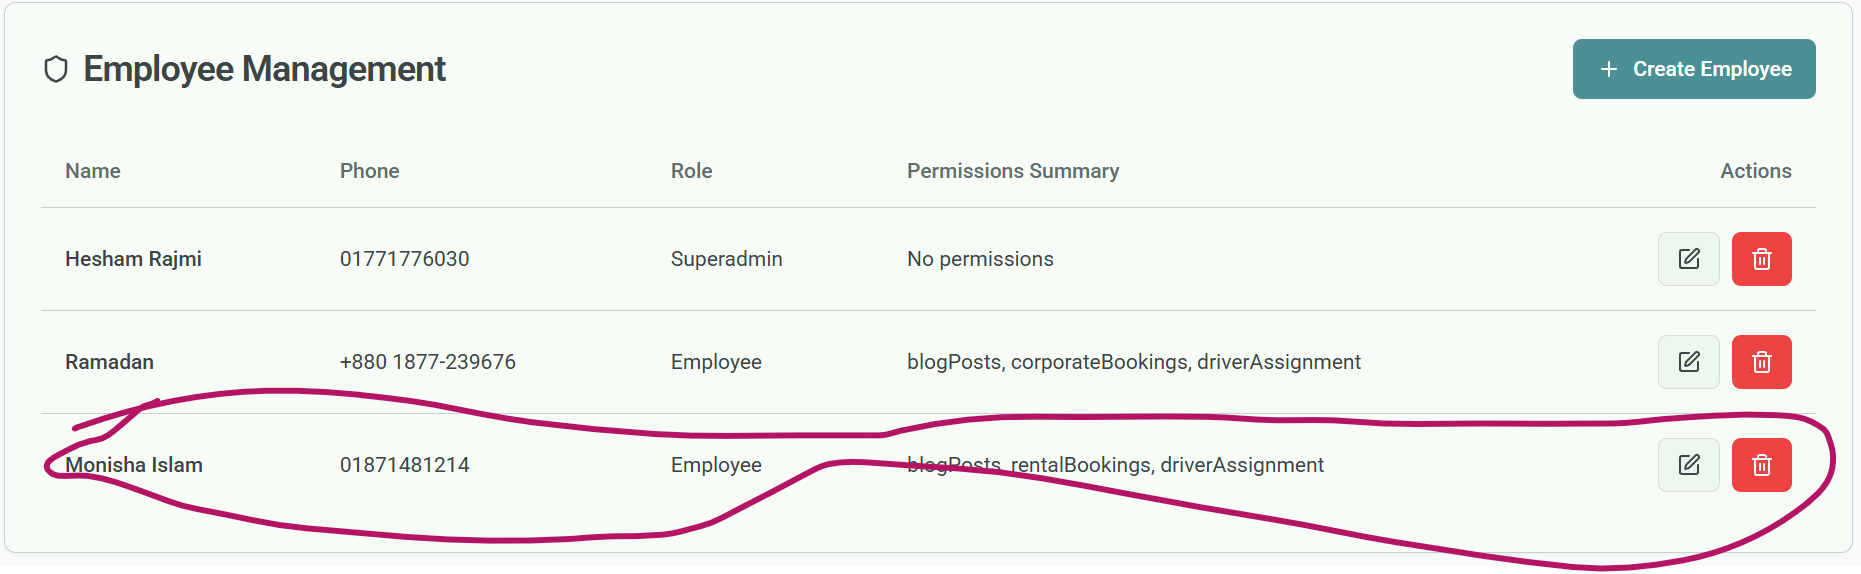 Employee Management
+ Create Employee
Name Phone Role Permissions Summary Actions
Hesham Rajmi 01771776030 Superadmin No permissions
Ramadan +880 1877-239676 Employee blogPosts, corporateBookings, driverAssignment
Monisha Islam 01871481214 Employee blogPosts, rentalBookings, driverAssignment